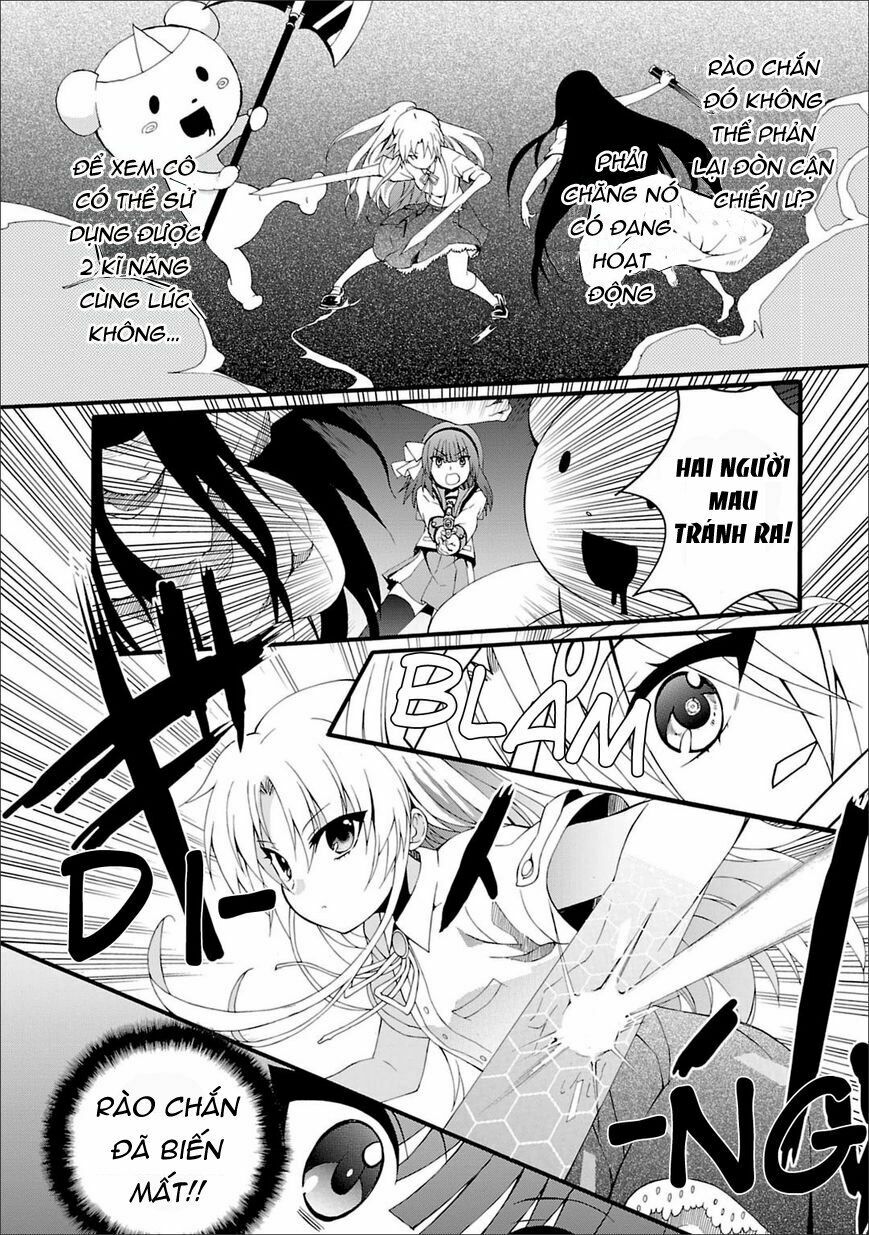 RÀO CHẮN
ĐÓ KHÔNG
THỂ PHẢN
LẠI ĐÒN CẬN
CHIẾN Ư?
PHẢI
CHĂNG NÓ
CÓ ĐANG
HOẠT
ĐỘNG
ĐỂ XEM CÔ
CÓ THỂ SỬ
DỤNG ĐƯỢC
2 KĨ NĂNG
CÙNG LÚC
KHÔNG...
HAI NGƯỜI
MAU
TRÁNH RA!
BLAM
DI-
-NG
RÀO CHẮN
ĐÃ BIẾN
MẤT!!